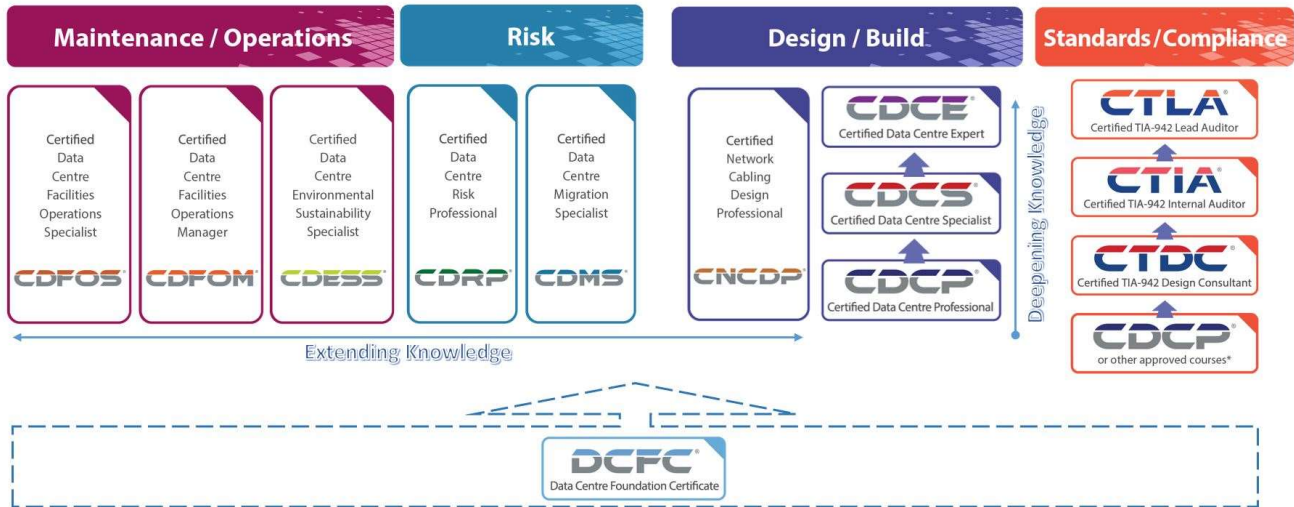 Maintenance / Operations
Risk
Design / Build
Standards/Compliance
Certified
Data
Centre
Facilities
Operations
Specialist
CDFOS®
Certified
Data
Centre
Facilities
Operations
Manager
CDFOM®
Certified
Data
Centre
Environmental
Sustainability
Specialist
CDESS®
Certified
Data
Centre
Risk
Professional
CDRP®
Certified
Data
Centre
Migration
Specialist
CDMS®
Certified
Network
Cabling
Design
Professional
CNCDP®
CDCE®
Certified Data Centre Expert
CDCS®
Certified Data Centre Specialist
CDCP®
Certified Data Centre Professional
Deepening Knowledge
CTLA®
Certified TIA-942 Lead Auditor
CTIA®
Certified TIA-942 Internal Auditor
CTDC®
Certified TIA-942 Design Consultant
CDCP®
or other approved courses*
Extending Knowledge
DCFC®
Data Centre Foundation Certificate